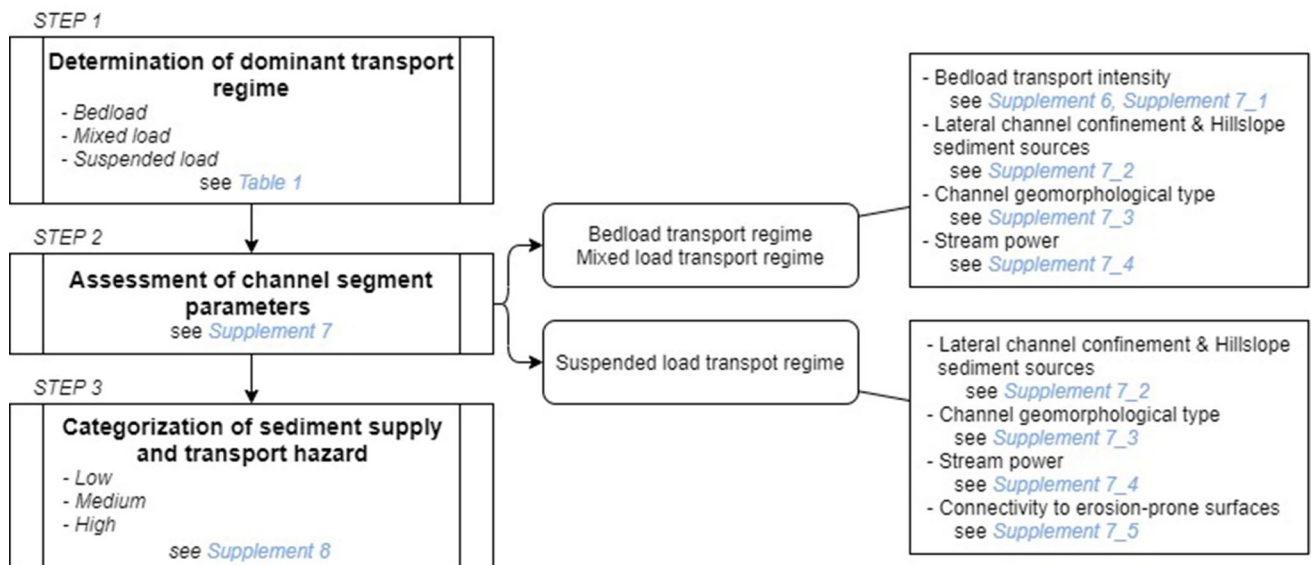 STEP 1
Determination of dominant transport
regime
- Bedload
- Mixed load
- Suspended load
see Table 1
STEP 2
Assessment of channel segment
parameters
see Supplement 7
STEP 3
Categorization of sediment supply
and transport hazard
- Low
- Medium
- High
see Supplement 8
Bedload transport regime
Mixed load transport regime
Suspended load transpot regime
- Bedload transport intensity
see Supplement 6, Supplement 7_1
- Lateral channel confinement & Hillslope
sediment sources
see Supplement 7_2
- Channel geomorphological type
see Supplement 7_3
- Stream power
see Supplement 7_4
- Lateral channel confinement & Hillslope
sediment sources
see Supplement 7_2
- Channel geomorphological type
see Supplement 7_3
- Stream power
see Supplement 7_4
- Connectivity to erosion-prone surfaces
see Supplement 7_5